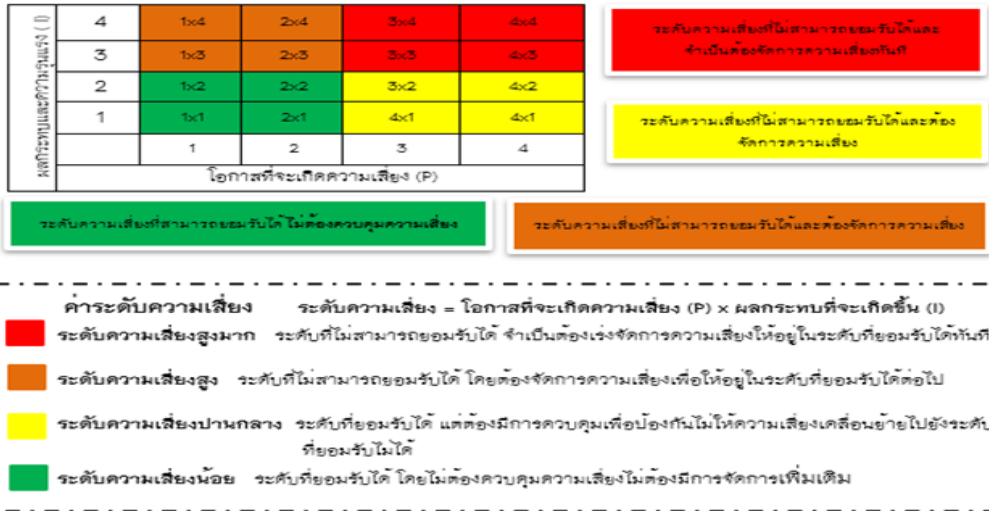 ผลกระทบและความรุนแรง (I)
4 1x4 2x4 3x4 4x4
3 1x3 2x3 3x3 4x3
2 1x2 2x2 3x2 4x2
1 1x1 2x1 4x1 4x1
1 2 3 4
โอกาสที่จะเกิดความเสี่ยง (P)
ระดับความเสี่ยงที่ไม่สามารถยอมรับได้และ
จำเป็นต้องจัดการความเสี่ยงทันที
ระดับความเสี่ยงที่ไม่สามารถยอมรับได้และต้อง
จัดการความเสี่ยง
ระดับความเสี่ยงที่สามารถยอมรับได้ ไม่ต้องควบคุมความเสี่ยง
ระดับความเสี่ยงที่ไม่สามารถยอมรับได้และต้องจัดการความเสี่ยง
ค่าระดับความเสี่ยง ระดับความเสี่ยง = โอกาสที่จะเกิดความเสี่ยง (P) x ผลกระทบที่จะเกิดขึ้น (I)
ระดับความเสี่ยงสูงมาก ระดับที่ไม่สามารถยอมรับได้ จำเป็นต้องเร่งจัดการความเสี่ยงให้อยู่ในระดับที่ยอมรับได้ทันที
ระดับความเสี่ยงสูง ระดับที่ไม่สามารถยอมรับได้ โดยต้องจัดการความเสี่ยงเพื่อให้อยู่ในระดับที่ยอมรับได้ต่อไป
ระดับความเสี่ยงปานกลาง ระดับที่ยอมรับได้ แต่ต้องมีการควบคุมเพื่อป้องกันไม่ให้ความเสี่ยงเคลื่อนย้ายไปยังระดับ
ที่ยอมรับไม่ได้
ระดับความเสี่ยงน้อย ระดับที่ยอมรับได้ โดยไม่ต้องควบคุมความเสี่ยงไม่ต้องมีการจัดการเพิ่มเติม